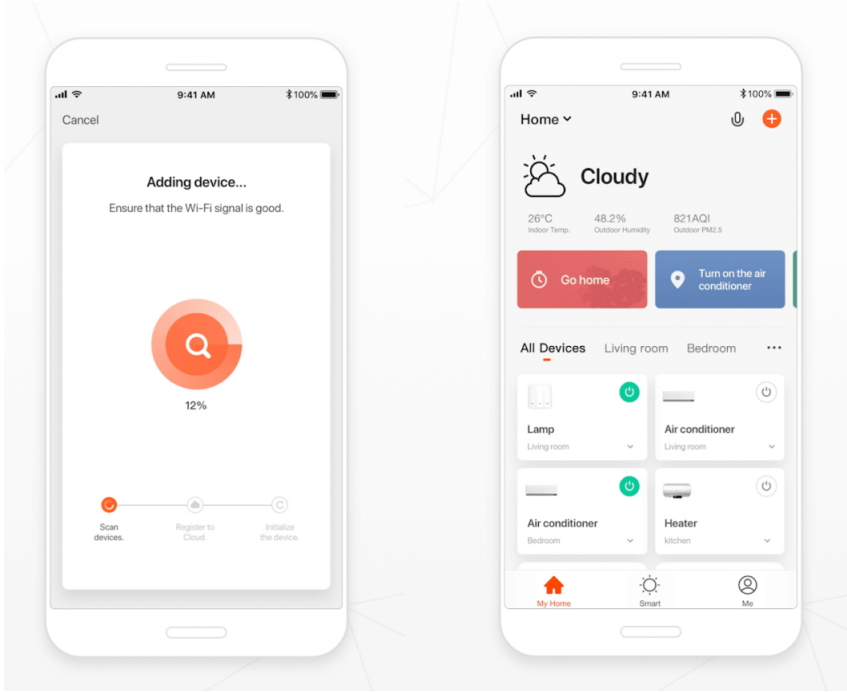 9:41 AM
100%
Cancel
Adding device...
Ensure that the Wi-Fi signal is good.
12%
Scan
devices.
Register to
Cloud.
Initialize
the device.
9:41 AM
100%
Home
Cloudy
26°C
Indoor Temp.
48.2%
Outdoor Humidity
821AQI
Outdoor PM2.5
Go home
Turn on the air
conditioner
All Devices
Living room
Bedroom
Lamp
Living room
Air conditioner
Living room
Air conditioner
Bedroom
Heater
kitchen
My Home
Smart
Me